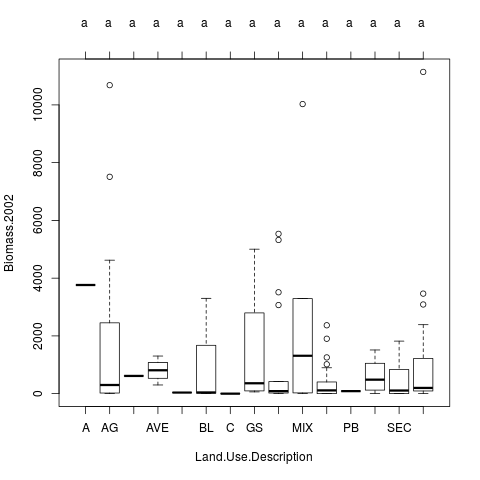 a a a a a a a a a a a a a a a
10000
8000
6000
4000
2000
0
Biomass.2002
A AG AVE BL C GS MIX PB SEC
Land.Use.Description